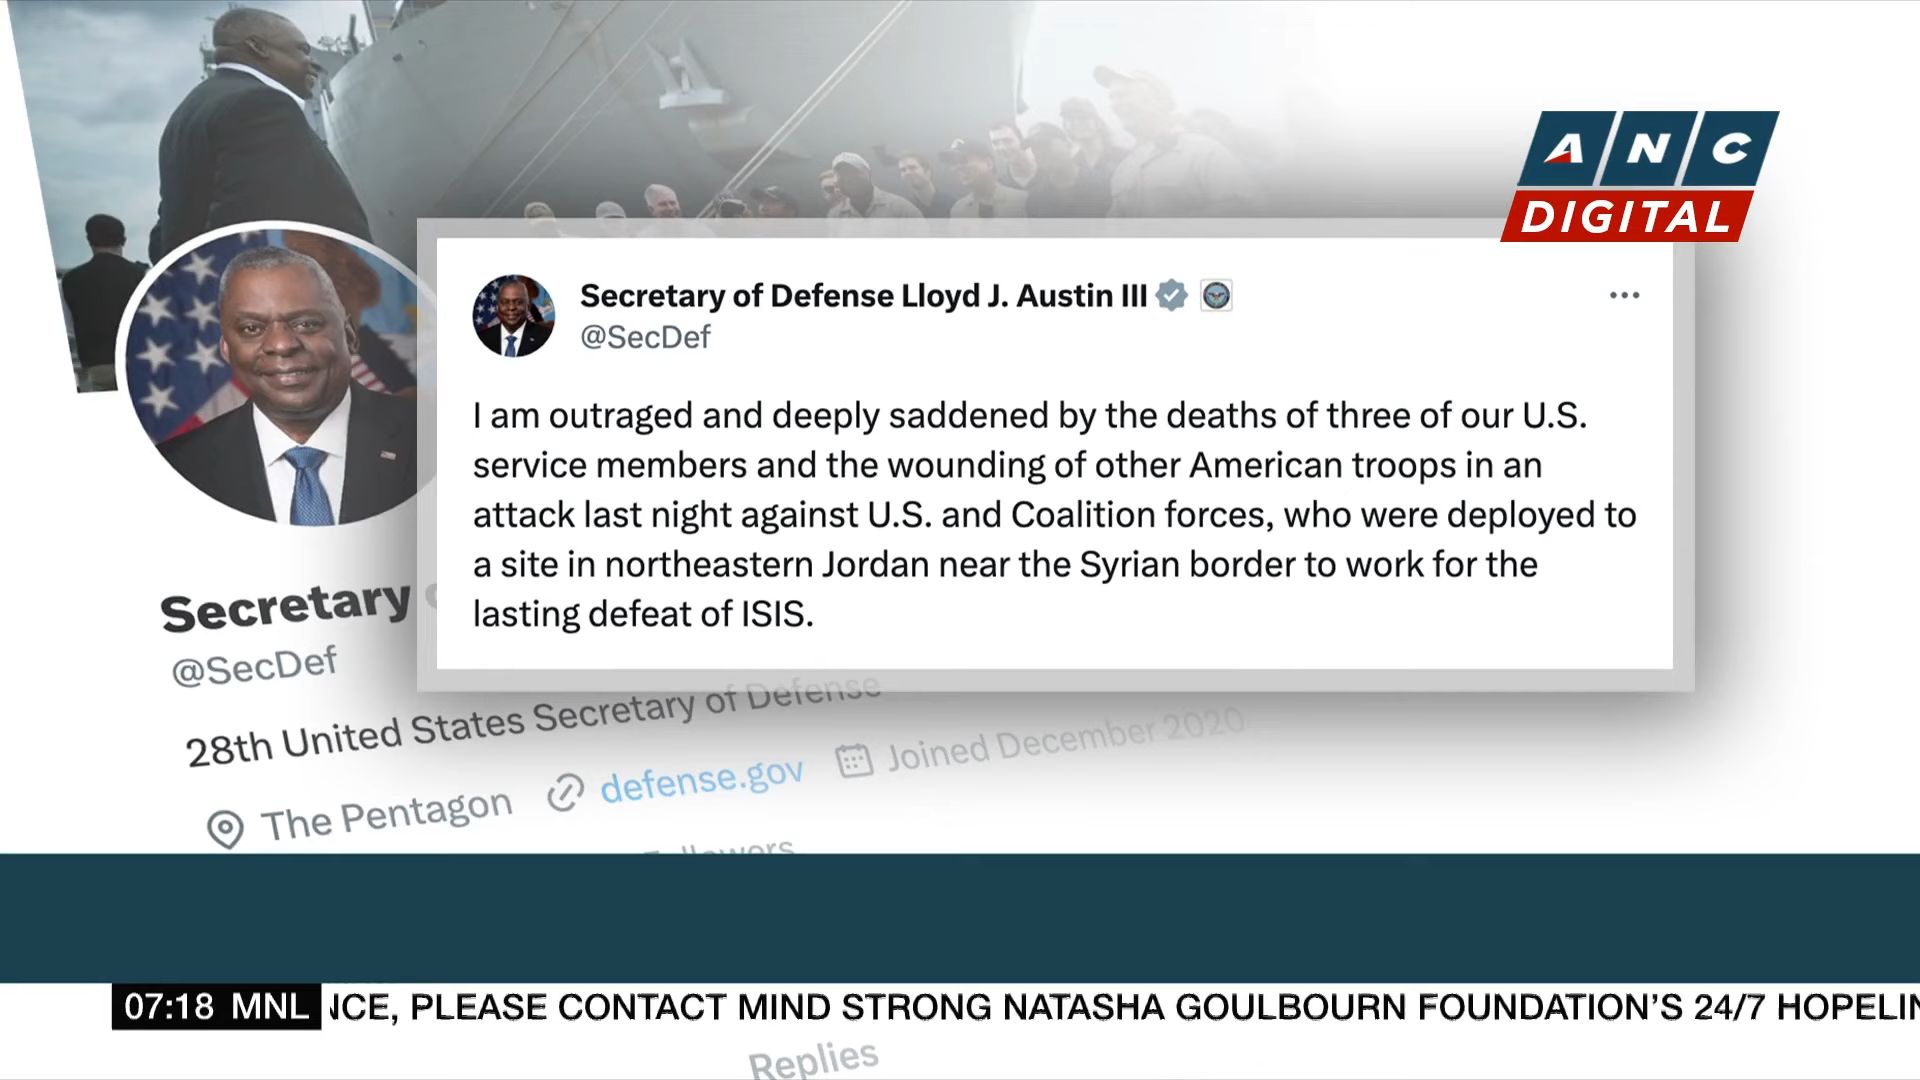 ANC
DIGITAL
Secretary of Defense Lloyd J. Austin III
@SecDef
I am outraged and deeply saddened by the deaths of three of our U.S.
service members and the wounding of other American troops in an
attack last night against U.S. and Coalition forces, who were deployed to
a site in northeastern Jordan near the Syrian border to work for the
lasting defeat of ISIS.
Secretary
@SecDef
28th United States Secretary of Defense
The Pentagon defense.gov Joined December 2020
Followers
07:18 MNL NCE, PLEASE CONTACT MIND STRONG NATASHA GOULBOURN FOUNDATION'S 24/7 HOPELIN
Replies